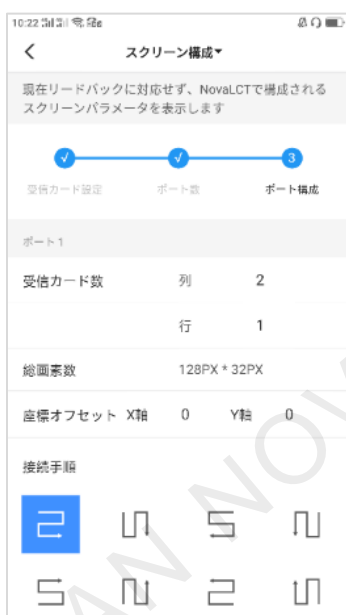 10:22
スクリーン構成▾
現在リードバックに対応せず、NovaLCTで構成される
スクリーンパラメータを表示します
3
受信カード設定 ポート数 ポート構成
ポート 1
受信カード数 列 2
行 1
総画素数 128PX * 32PX
座標オフセット X軸 0 Y軸 0
接続手順